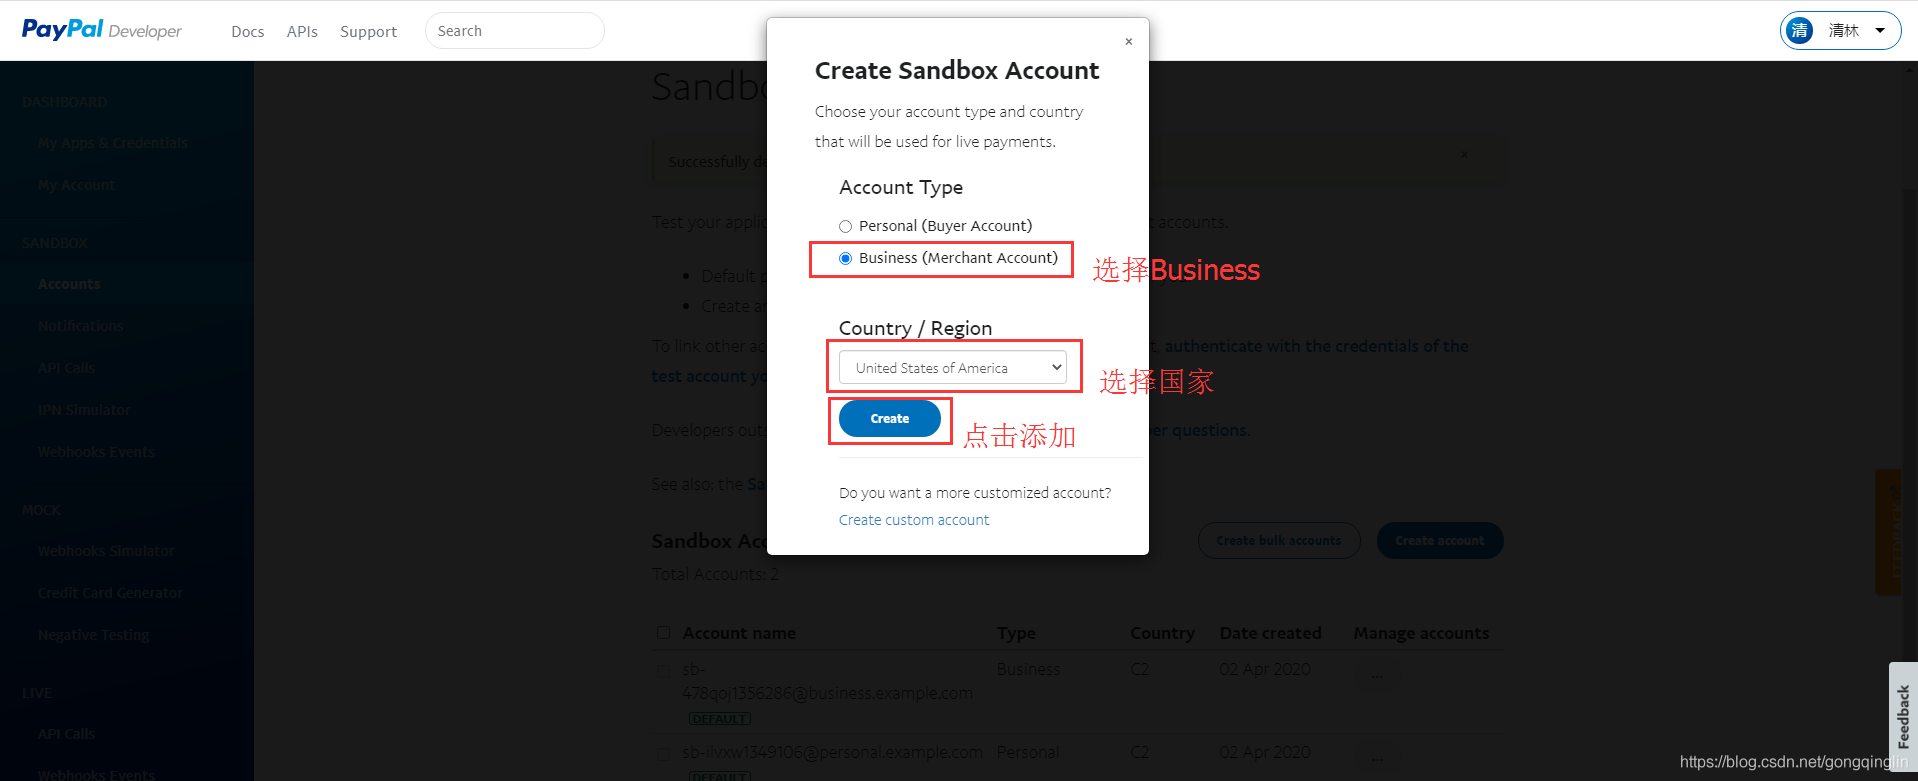 PayPal Developer
Docs APIs Support
Search
清 清林
DASHBOARD
My Apps & Credentials
My Account
SANDBOX
Accounts
Notifications
API Calls
IPN Simulator
Webhooks Events
MOCK
Webhooks Simulator
Credit Card Generator
Negative Testing
LIVE
API Calls
Webhooks Events
Successfully de
×
Test your applic
t accounts.
Default p
Create a
To link other ac
t, authenticate with the credentials of the
test account yo
Developers outs
er questions.
See also: the Sa
×
Create Sandbox Account
Choose your account type and country
that will be used for live payments.
Account Type
Personal (Buyer Account)
Business (Merchant Account)
选择Business
Country / Region
United States of America
选择国家
Create
点击添加
Do you want a more customized account?
Create custom account
Sandbox Acc
Create bulk accounts
Create account
Total Accounts: 2
Account name Type Country Date created Manage accounts
sb- Business C2 02 Apr 2020 ...
478qoj1356286@business.example.com
DEFAULT
sb-ilvxw1349106@personal.example.com Personal C2 02 Apr 2020 ...
DEFAULT
FEEDBACK
Feedback
https://blog.csdn.net/gongqinglin